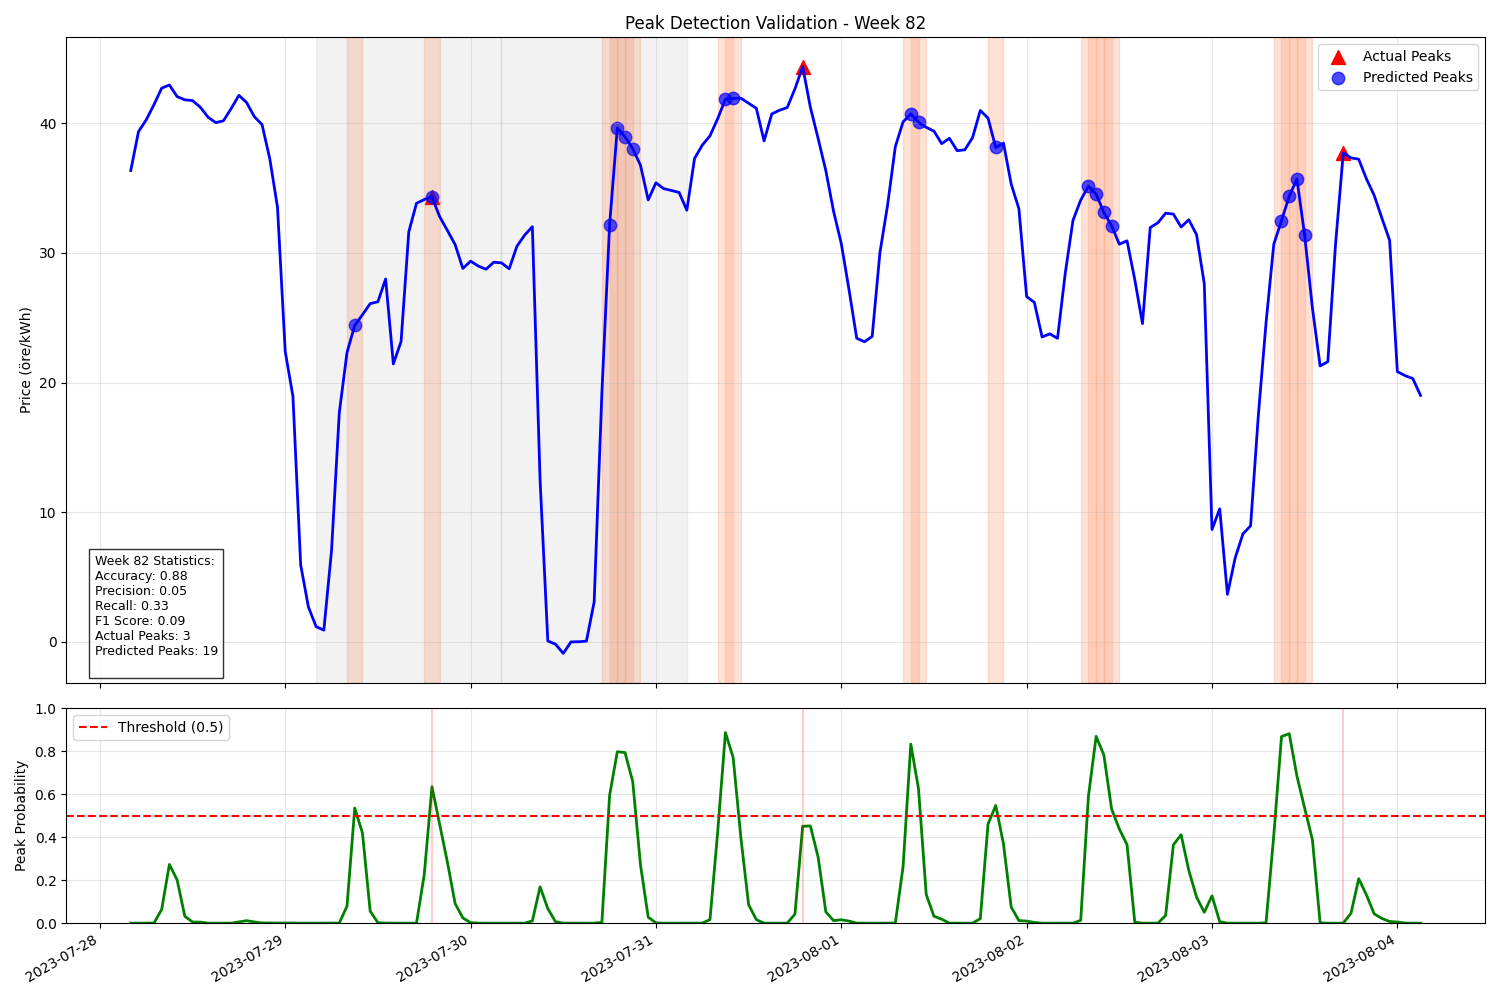 Peak Detection Validation - Week 82
Actual Peaks
Predicted Peaks
Price (öre/kWh)
40
30
20
10
0
Week 82 Statistics:
Accuracy: 0.88
Precision: 0.05
Recall: 0.33
F1 Score: 0.09
Actual Peaks: 3
Predicted Peaks: 19
Threshold (0.5)
Peak Probability
1.0
0.8
0.6
0.4
0.2
0.0
2023-07-28
2023-07-29
2023-07-30
2023-07-31
2023-08-01
2023-08-02
2023-08-03
2023-08-04